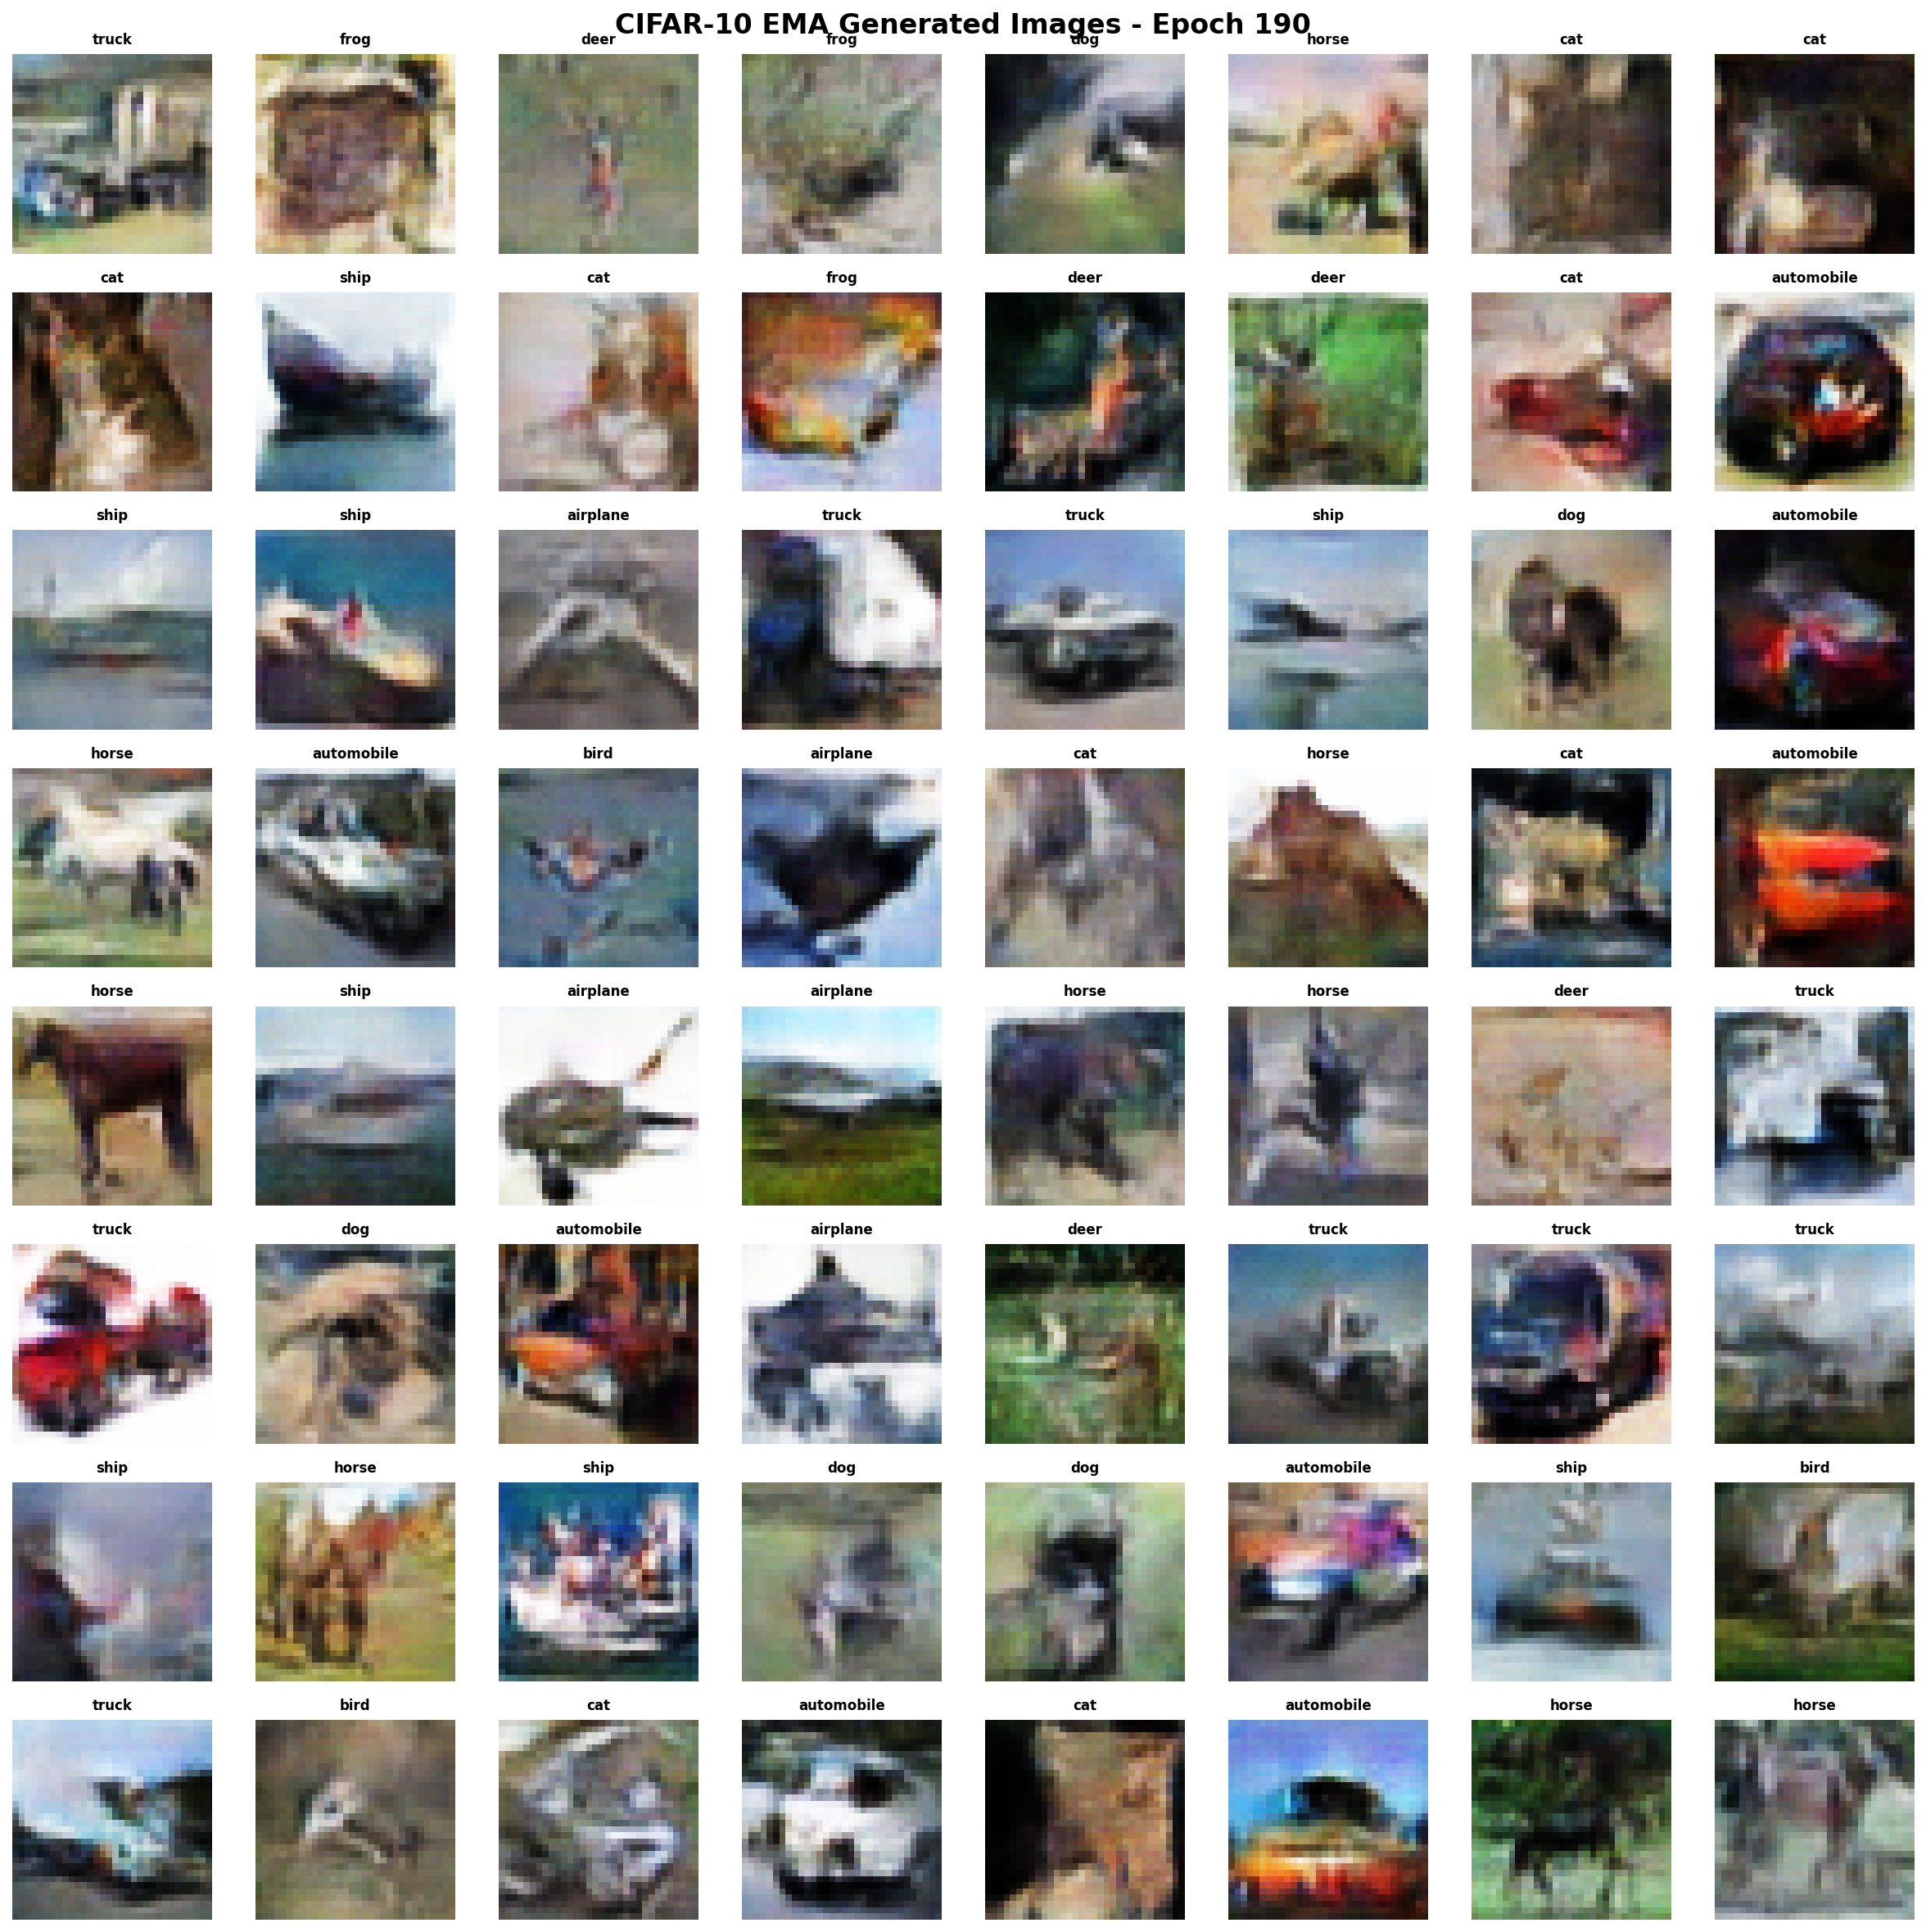 CIFAR-10 EMA Generated Images - Epoch 190
truck frog deer frog dog horse cat cat
cat ship cat frog deer deer cat automobile
ship ship airplane truck truck ship dog automobile
horse automobile bird airplane cat horse cat automobile
horse ship airplane airplane horse horse deer truck
truck dog automobile airplane deer truck truck truck
ship horse ship dog dog automobile ship bird
truck bird cat automobile cat automobile horse horse